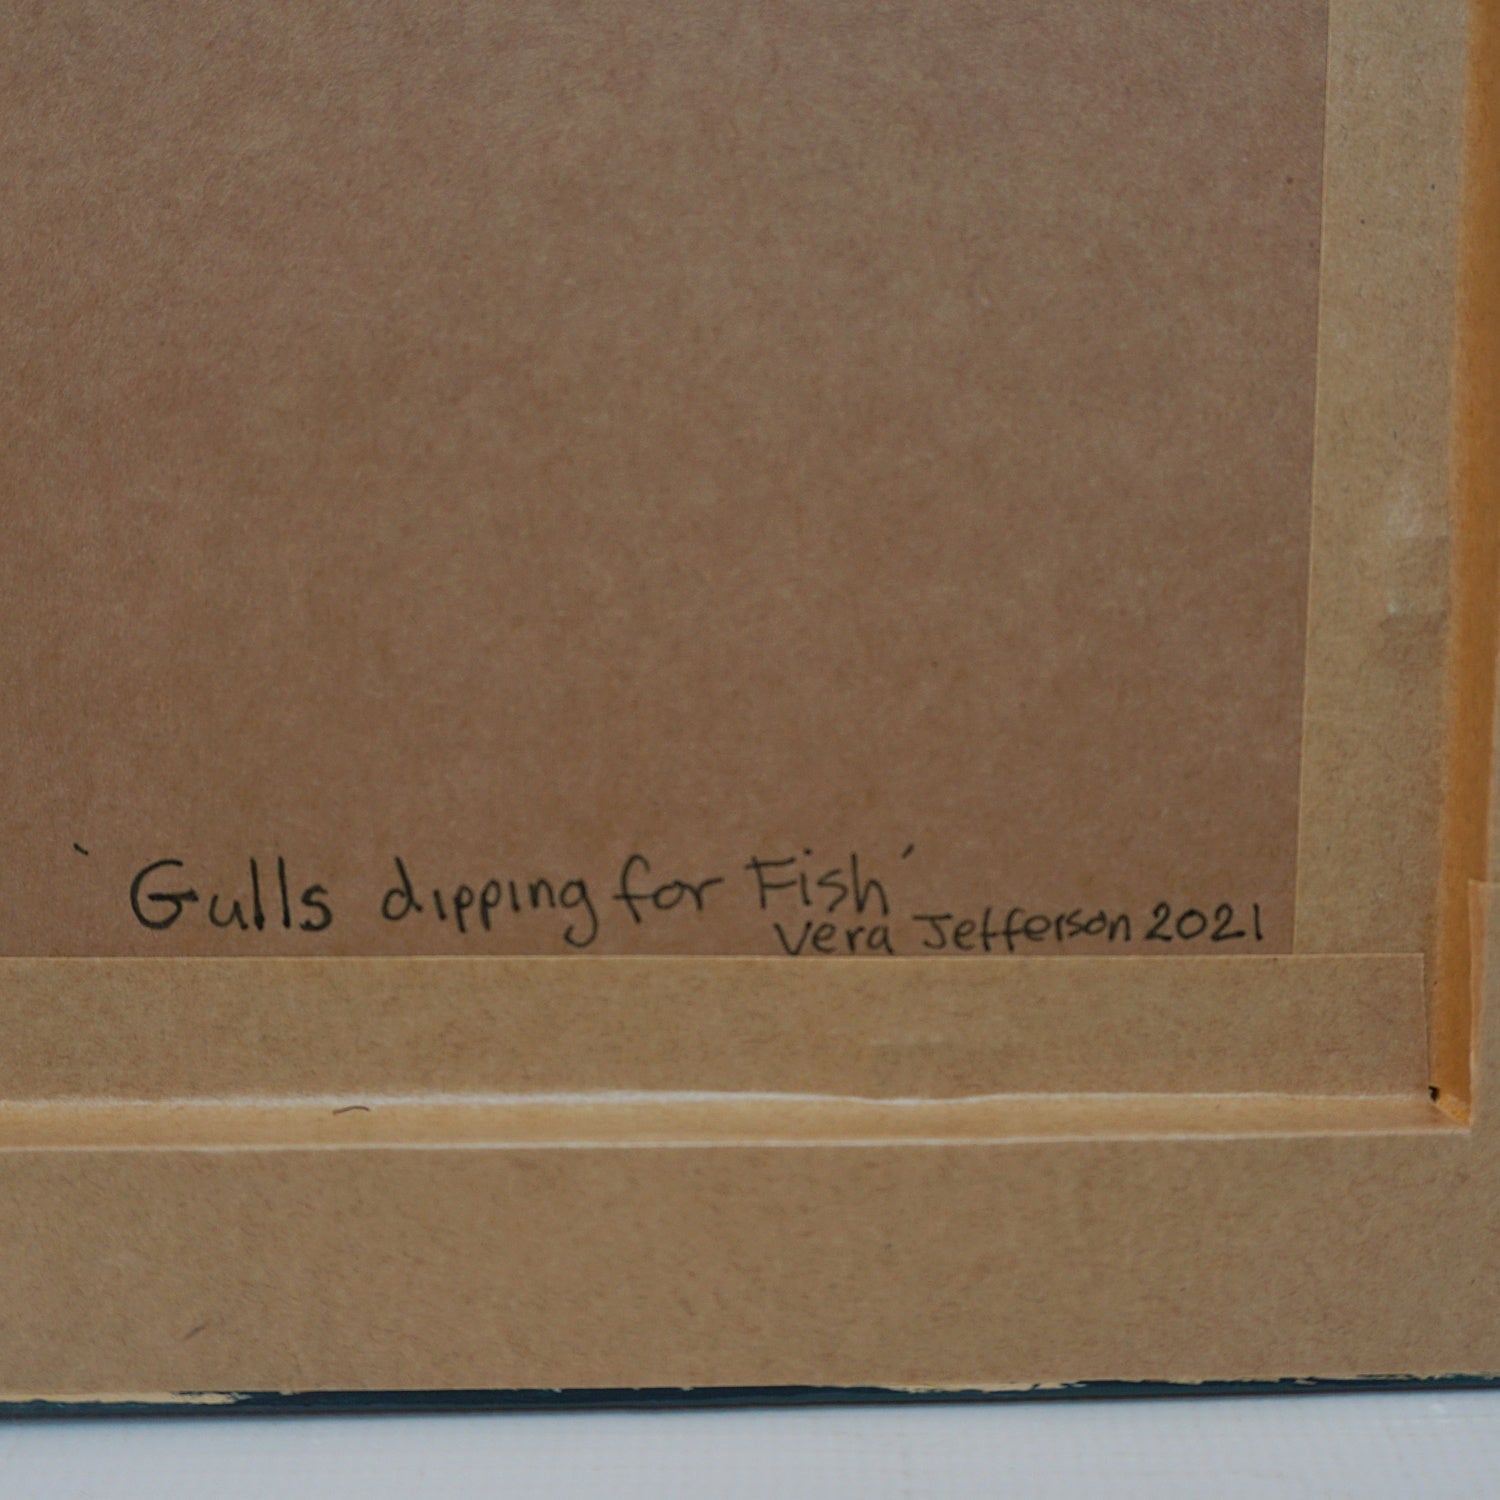 'Gulls dipping for Fish'
Vera Jefferson 2021